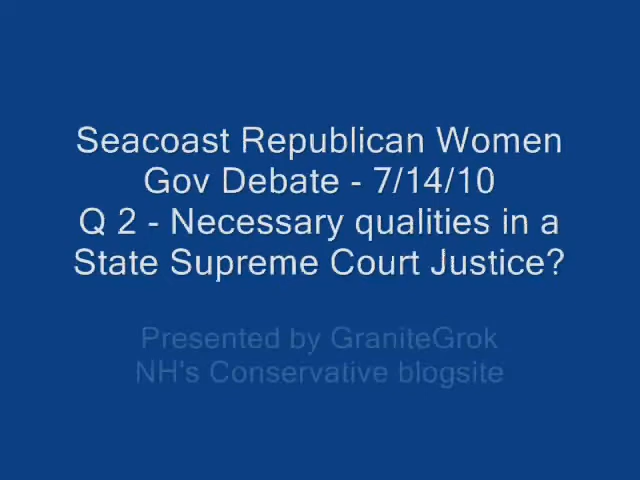 Seacoast Republican Women
Gov Debate - 7/14/10
Q 2 - Necessary qualities in a
State Supreme Court Justice?
Presented by GraniteGrok
NH's Conservative blogsite